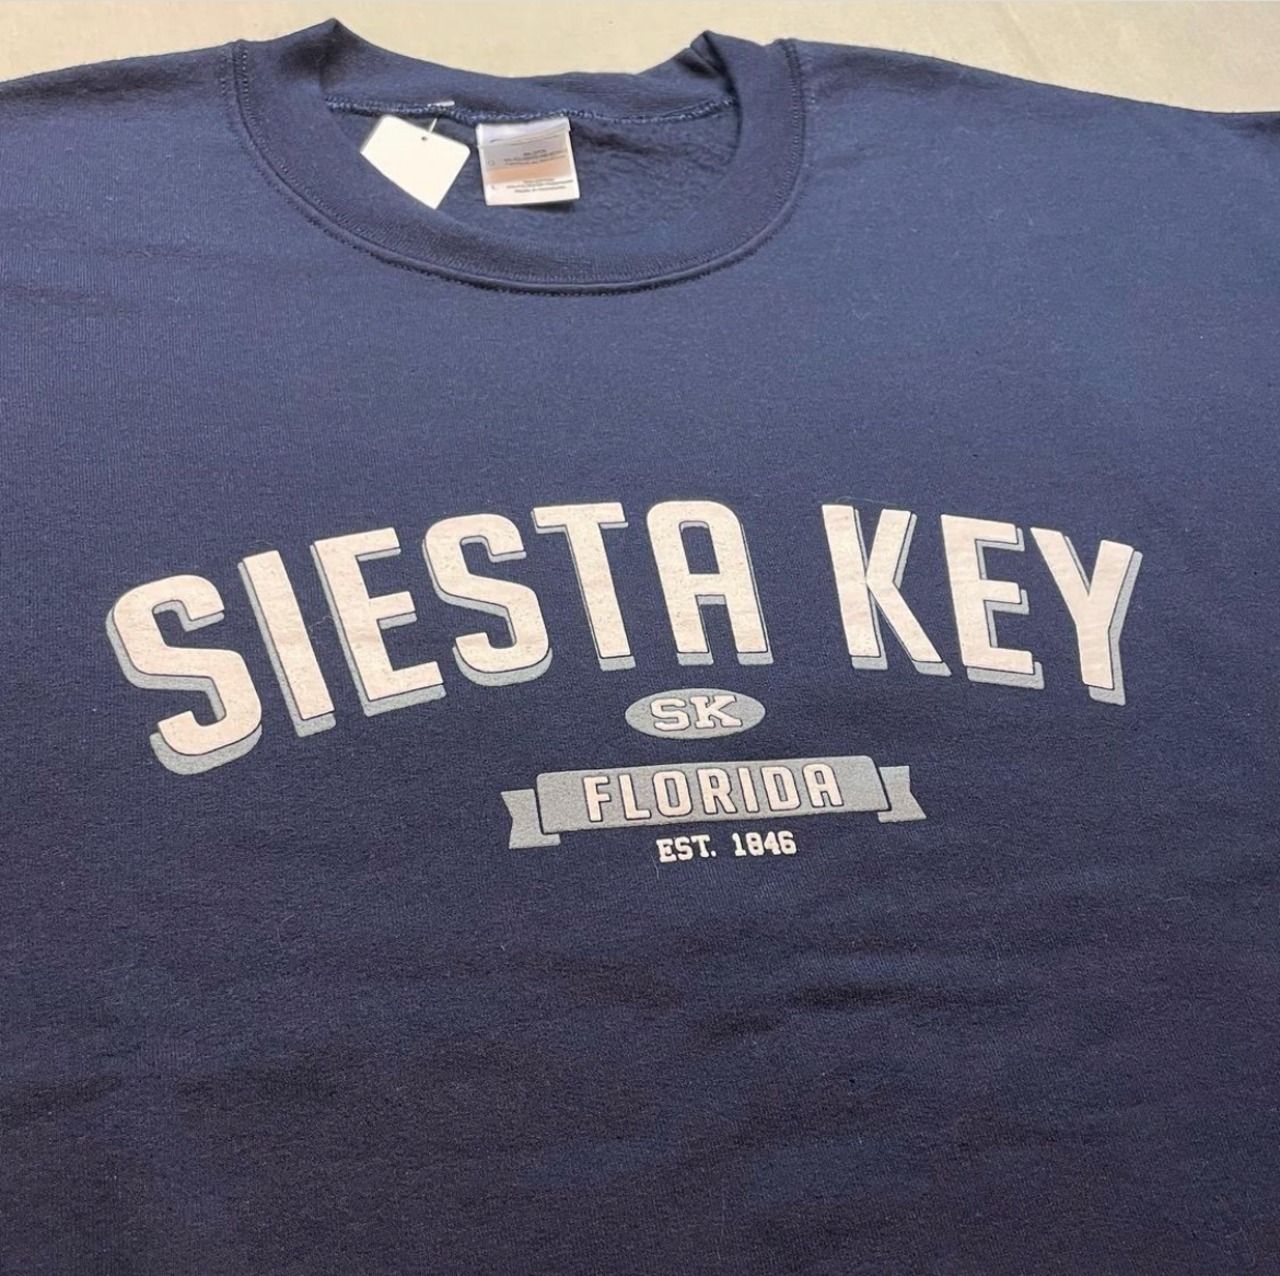 SIESTA KEY
SK
FLORIDA
EST. 1846